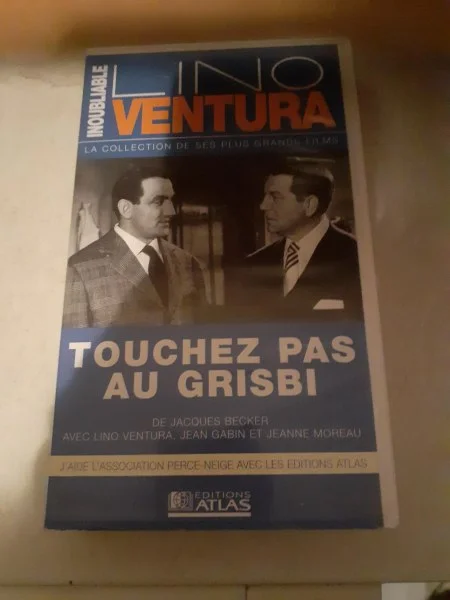 INOUBLIABLE
LINO
VENTURA
LA COLLECTION DE SES PLUS GRANDS FILMS
TOUCHEZ PAS
AU GRISBI
DE JACQUES BECKER
AVEC LINO VENTURA, JEAN GABIN ET JEANNE MOREAU
J'AIDE L'ASSOCIATION PERCE-NEIGE AVEC LES EDITIONS ATLAS
EDITIONS
ATLAS